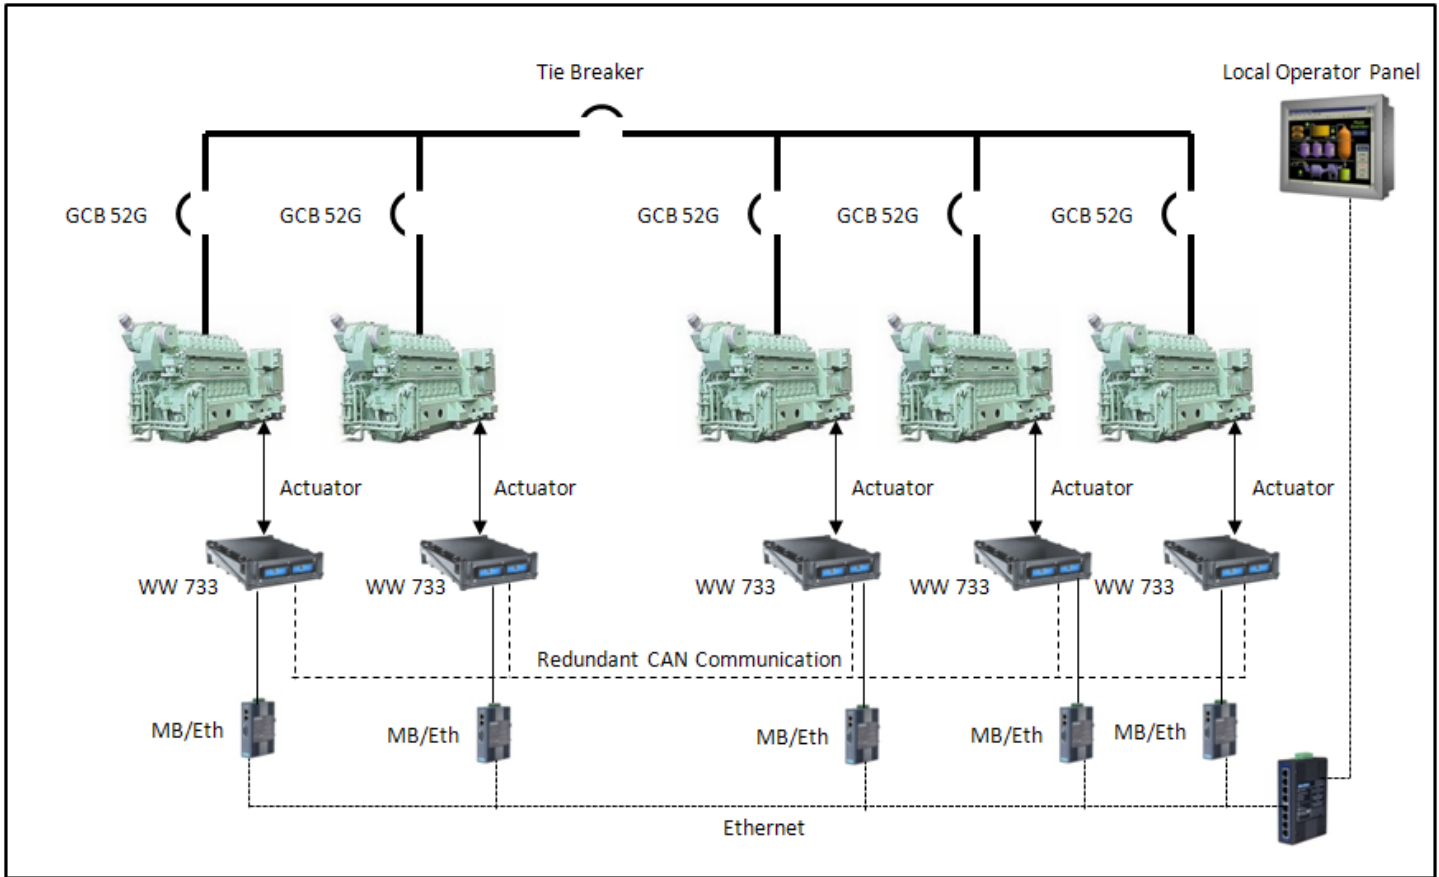 Tie Breaker
Local Operator Panel
GCB 52G
GCB 52G
GCB 52G
GCB 52G
GCB 52G
Actuator
Actuator
Actuator
Actuator
Actuator
WW 733
WW 733
WW 733
WW 733
WW 733
Redundant CAN Communication
MB/Eth
MB/Eth
MB/Eth
MB/Eth
MB/Eth
Ethernet